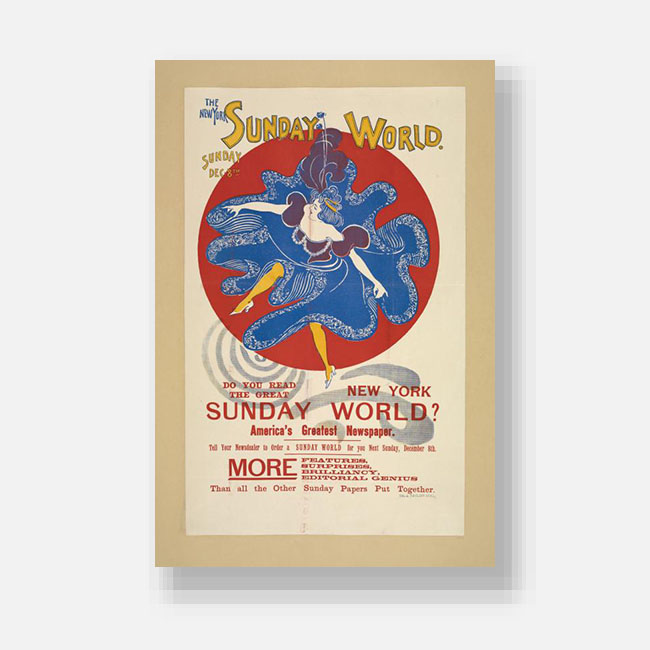 THE
NEW YORK
SUNDAY WORLD.
SUNDAY
DEC 8TH
DO YOU READ
THE GREAT
NEW YORK
SUNDAY WORLD?
America's Greatest Newspaper.
Tell Your Newsdealer to Order a SUNDAY WORLD for you Next Sunday, December 8th.
MORE
FEATURES,
SURPRISES,
BRILLIANCY,
EDITORIAL GENIUS
Than all the Other Sunday Papers Put Together.